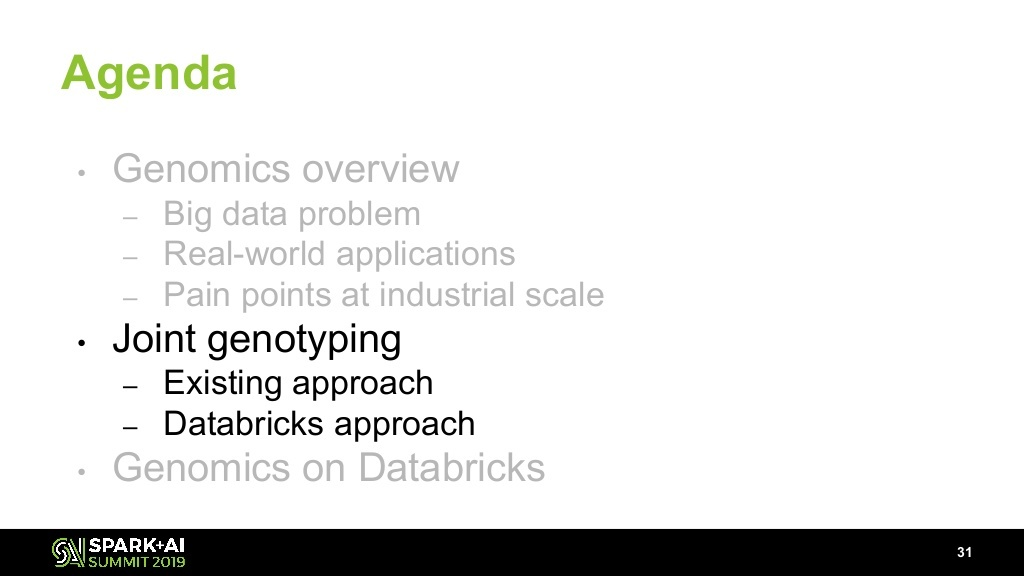 Agenda
• Genomics overview
– Big data problem
– Real-world applications
– Pain points at industrial scale
• Joint genotyping
– Existing approach
– Databricks approach
• Genomics on Databricks
SPARK+AI
SUMMIT 2019
31